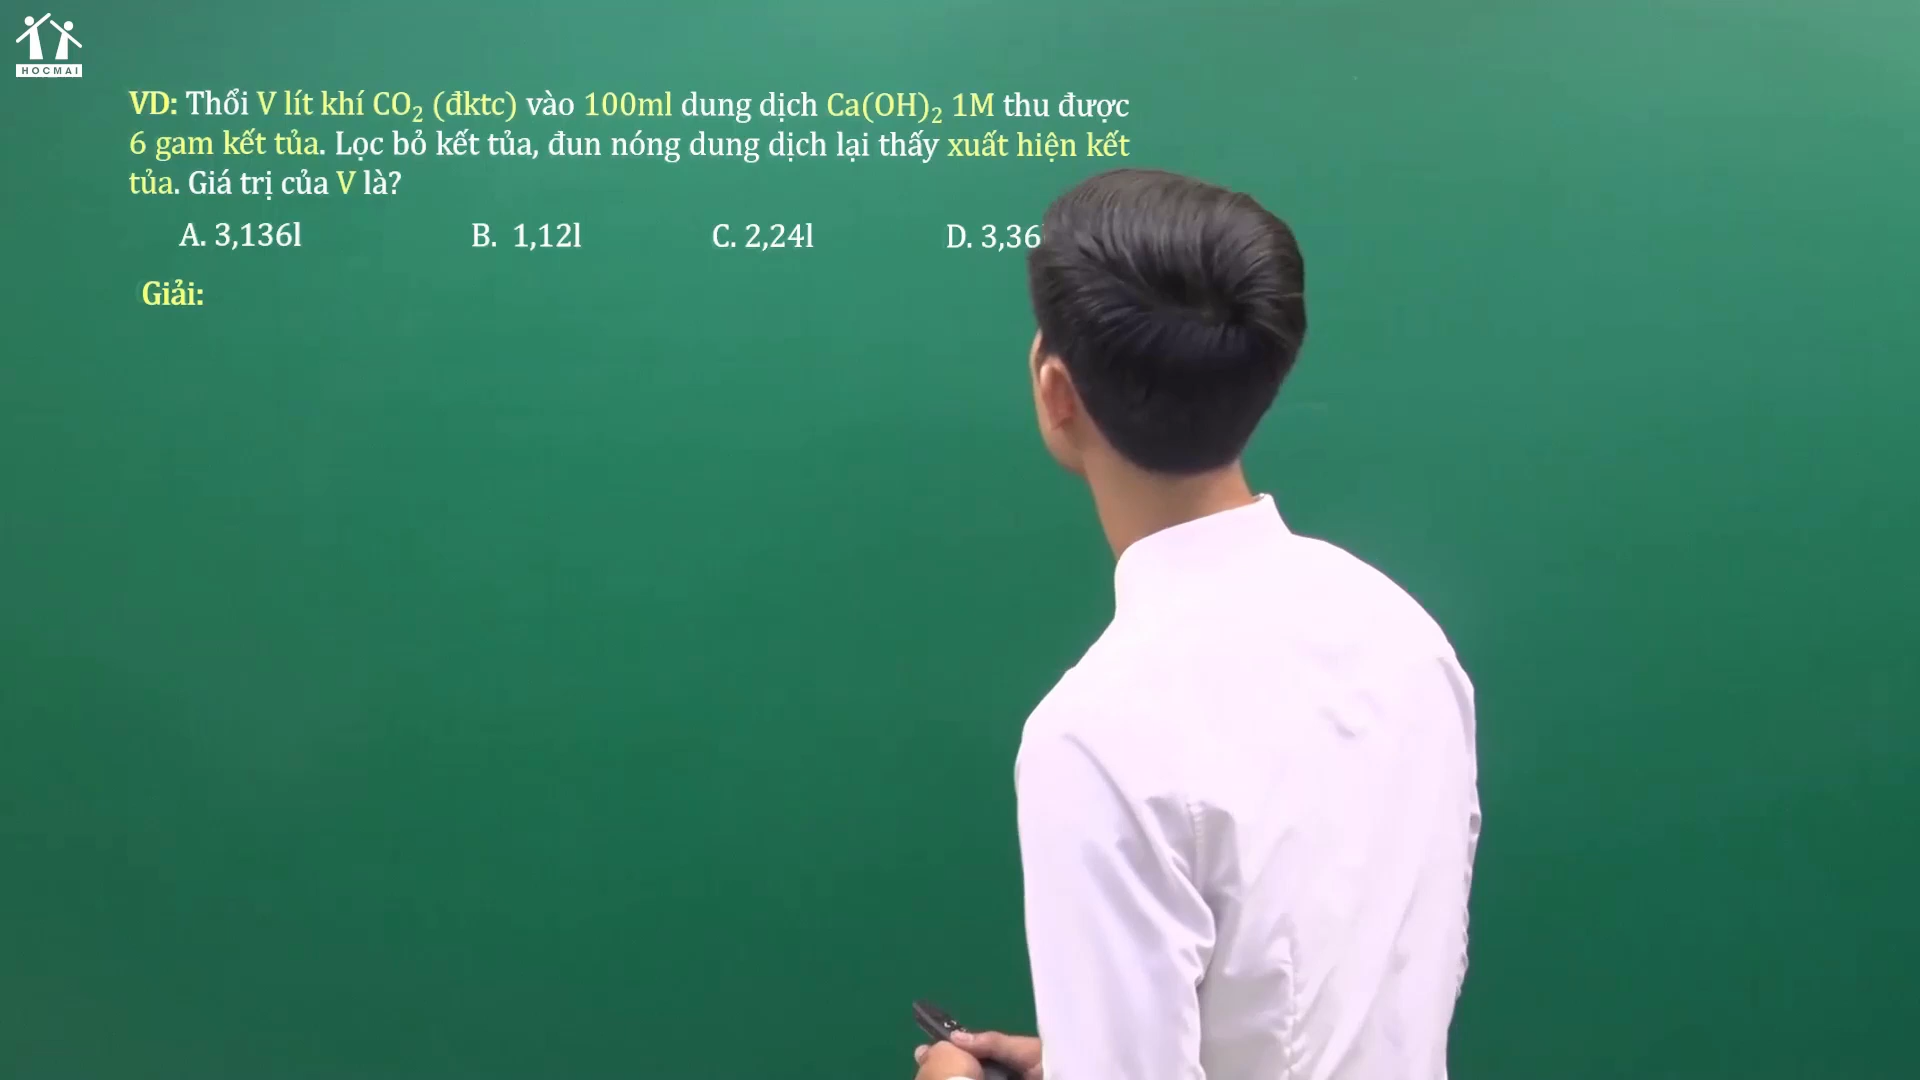 HOCMAI
VD: Thổi V lít khí CO₂ (đktc) vào 100ml dung dịch Ca(OH)₂ 1M thu được
6 gam kết tủa. Lọc bỏ kết tủa, đun nóng dung dịch lại thấy xuất hiện kết
tủa. Giá trị của V là?
A. 3,136l B. 1,12l C. 2,24l D. 3,36
Giải: